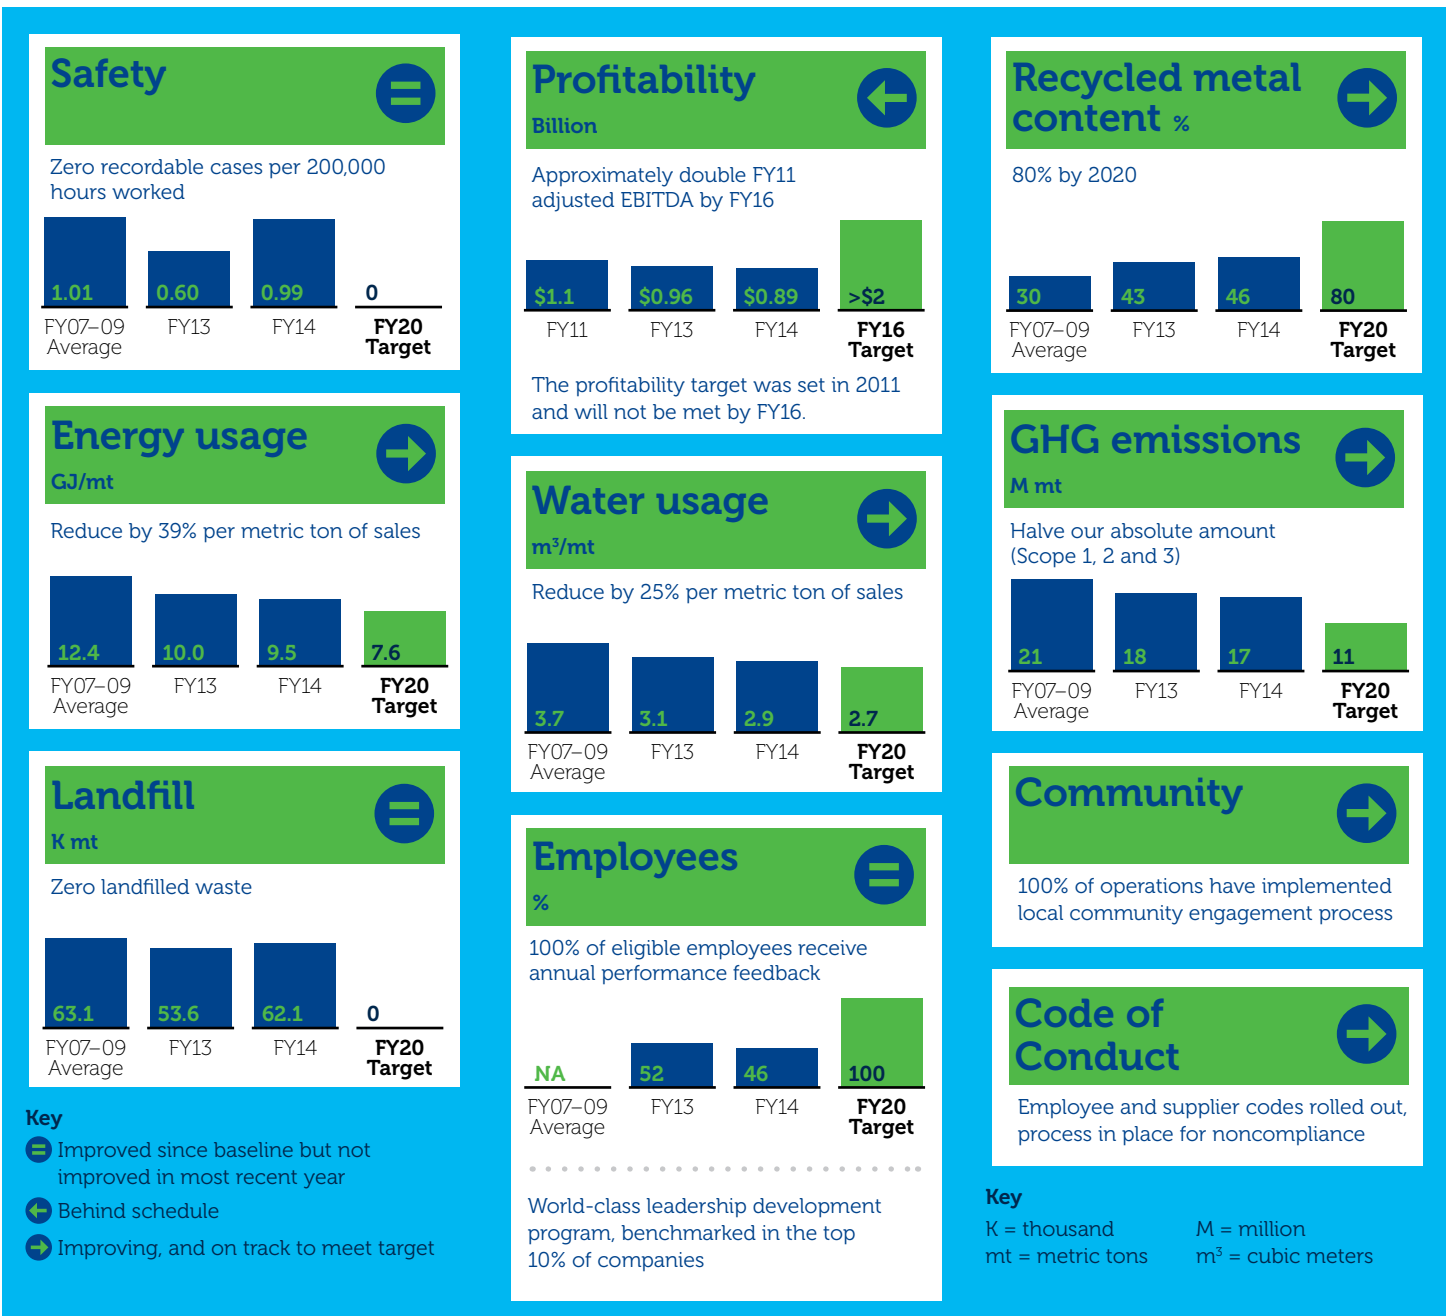 Safety
Zero recordable cases per 200,000
hours worked
1.01 0.60 0.99 0
FY07–09 FY13 FY14 FY20
Average Target
Energy usage
GJ/mt
Reduce by 39% per metric ton of sales
12.4 10.0 9.5 7.6
FY07–09 FY13 FY14 FY20
Average Target
Landfill
K mt
Zero landfilled waste
63.1 53.6 62.1 0
FY07–09 FY13 FY14 FY20
Average Target
Key
Improved since baseline but not
improved in most recent year
Behind schedule
Improving, and on track to meet target
Profitability
Billion
Approximately double FY11
adjusted EBITDA by FY16
$1.1 $0.96 $0.89 >$2
FY11 FY13 FY14 FY16
Target
The profitability target was set in 2011
and will not be met by FY16.
Water usage
m³/mt
Reduce by 25% per metric ton of sales
3.7 3.1 2.9 2.7
FY07–09 FY13 FY14 FY20
Average Target
Employees
%
100% of eligible employees receive
annual performance feedback
NA 52 46 100
FY07–09 FY13 FY14 FY20
Average Target
World-class leadership development
program, benchmarked in the top
10% of companies
Recycled metal
content %
80% by 2020
30 43 46 80
FY07–09 FY13 FY14 FY20
Average Target
GHG emissions
M mt
Halve our absolute amount
(Scope 1, 2 and 3)
21 18 17 11
FY07–09 FY13 FY14 FY20
Average Target
Community
100% of operations have implemented
local community engagement process
Code of
Conduct
Employee and supplier codes rolled out,
process in place for noncompliance
Key
K = thousand M = million
mt = metric tons m³ = cubic meters